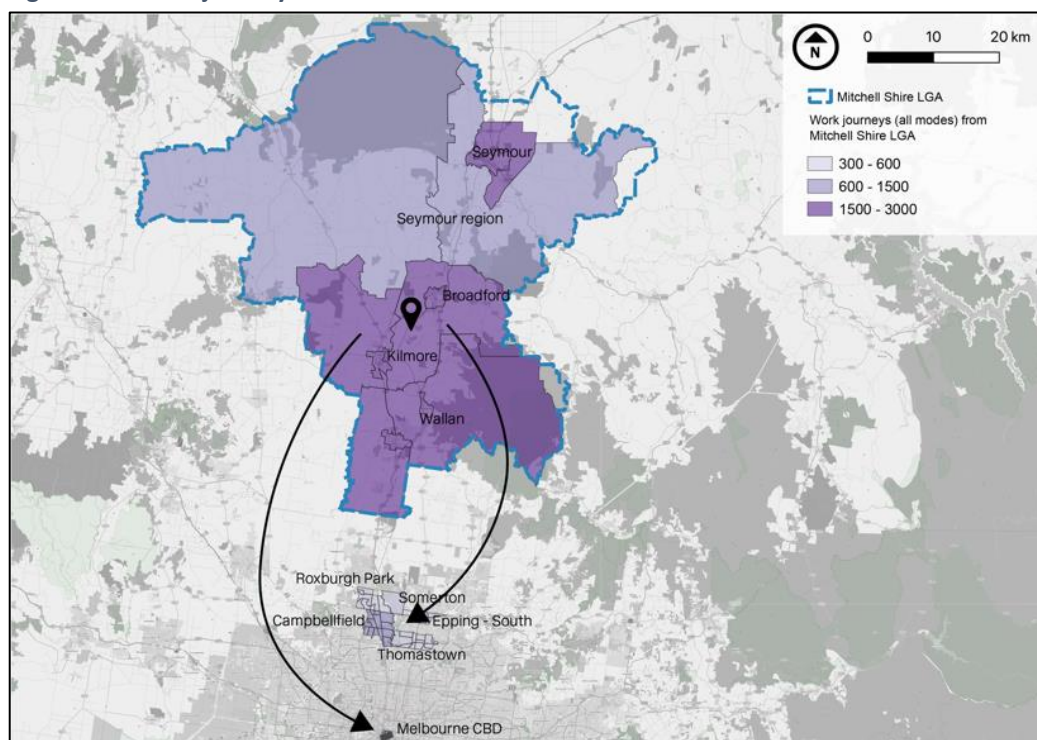 N
0 10 20 km
Mitchell Shire LGA
Work journeys (all modes) from
Mitchell Shire LGA
300 - 600
600 - 1500
1500 - 3000
Seymour
Seymour region
Broadford
Kilmore
Wallan
Roxburgh Park
Somerton
Campbellfield
Epping - South
Thomastown
Melbourne CBD